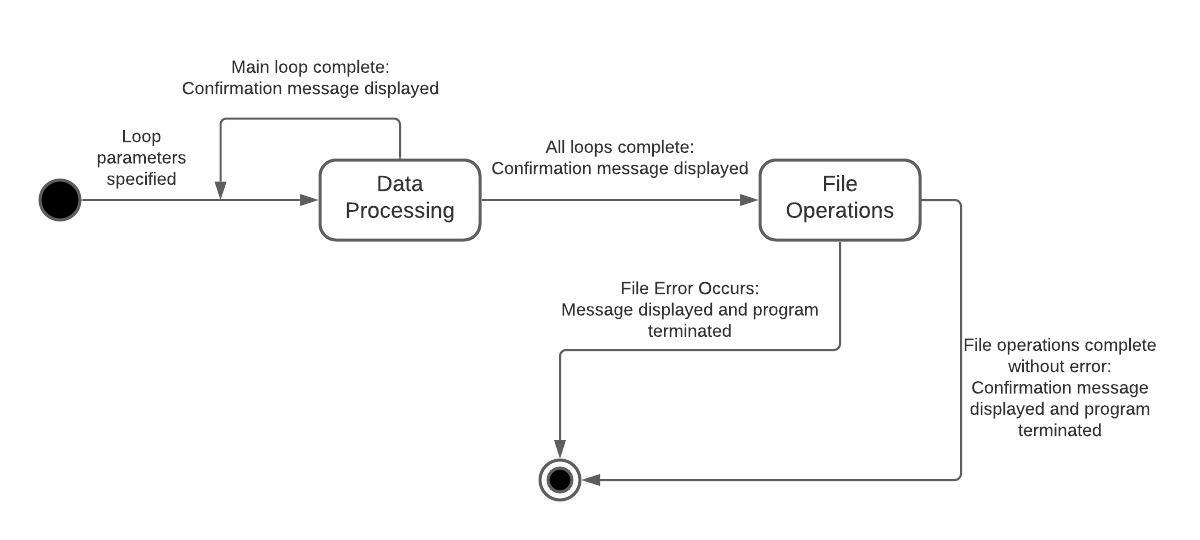 Main loop complete:
Confirmation message displayed
Loop
parameters
specified
All loops complete:
Confirmation message displayed
Data
Processing
File
Operations
File Error Occurs:
Message displayed and program
terminated
File operations complete
without error:
Confirmation message
displayed and program
terminated